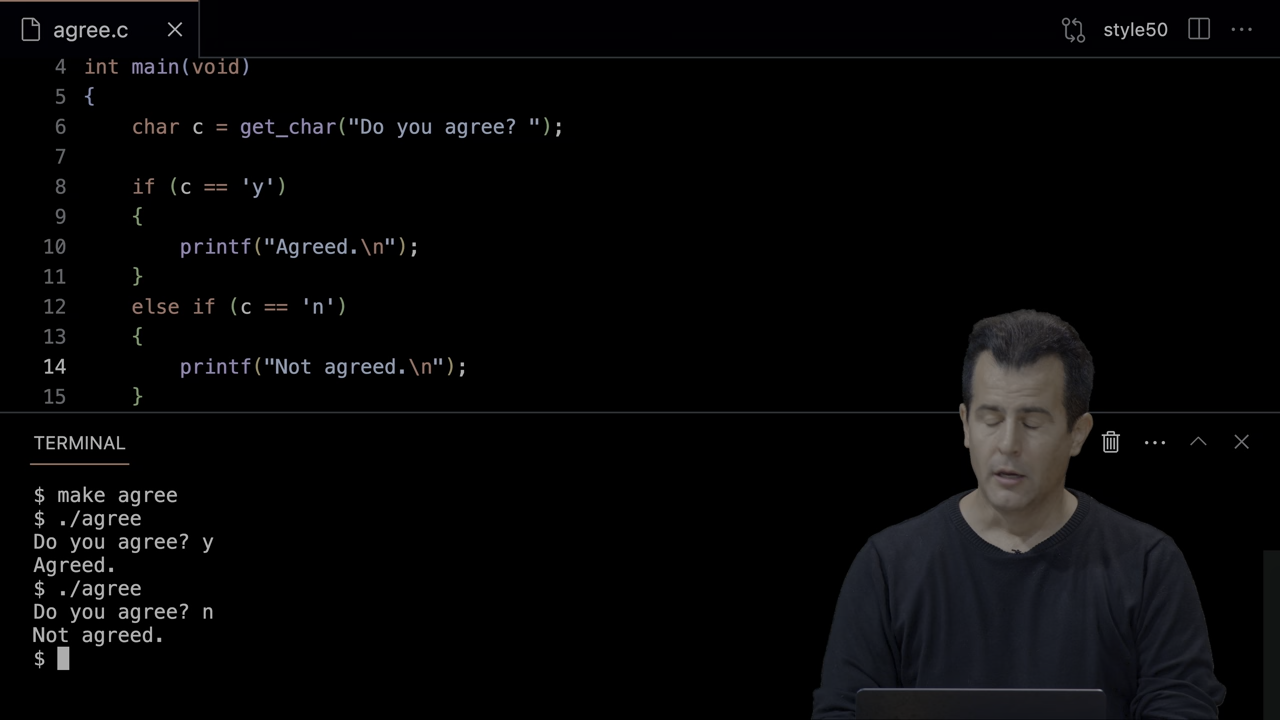 agree.c
style50
4 int main(void)
5 {
6 char c = get_char("Do you agree? ");
7
8 if (c == 'y')
9 {
10 printf("Agreed.\n");
11 }
12 else if (c == 'n')
13 {
14 printf("Not agreed.\n");
15 }
TERMINAL
$ make agree
$ ./agree
Do you agree? y
Agreed.
$ ./agree
Do you agree? n
Not agreed.
$